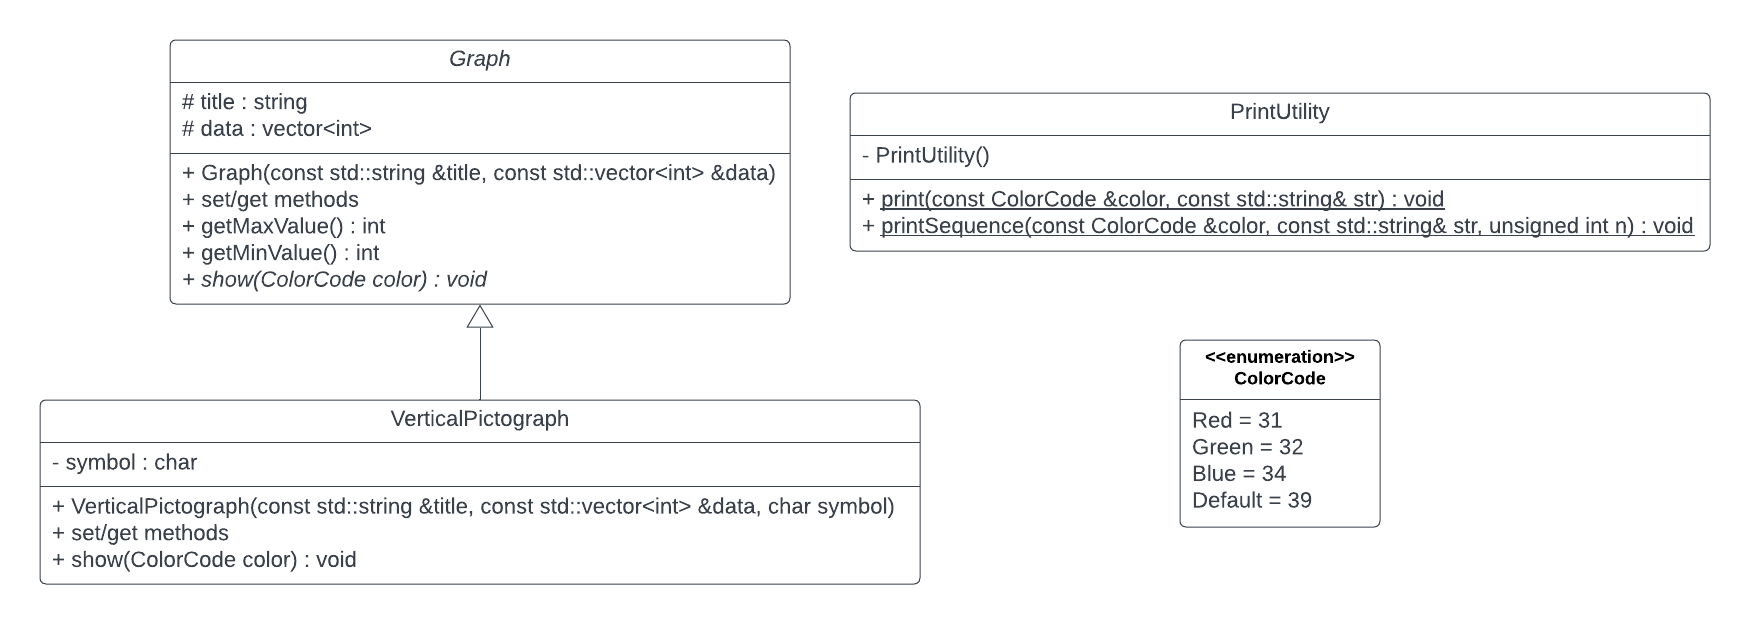 Graph
# title : string
# data : vector<int>
+ Graph(const std::string &title, const std::vector<int> &data)
+ set/get methods
+ getMaxValue() : int
+ getMinValue() : int
+ show(ColorCode color) : void
PrintUtility
- PrintUtility()
+ print(const ColorCode &color, const std::string& str) : void
+ printSequence(const ColorCode &color, const std::string& str, unsigned int n) : void
VerticalPictograph
- symbol : char
+ VerticalPictograph(const std::string &title, const std::vector<int> &data, char symbol)
+ set/get methods
+ show(ColorCode color) : void
<<enumeration>>
ColorCode
Red = 31
Green = 32
Blue = 34
Default = 39